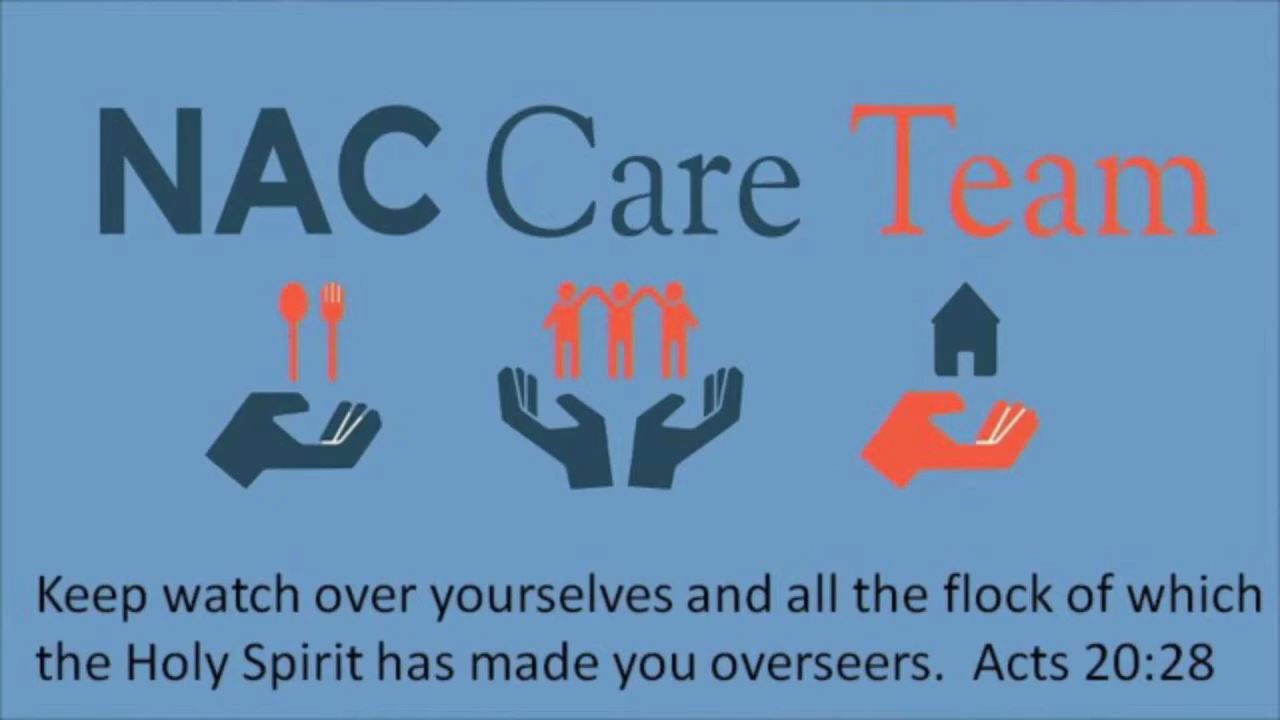 NAC Care Team
Keep watch over yourselves and all the flock of which
the Holy Spirit has made you overseers.  Acts 20:28